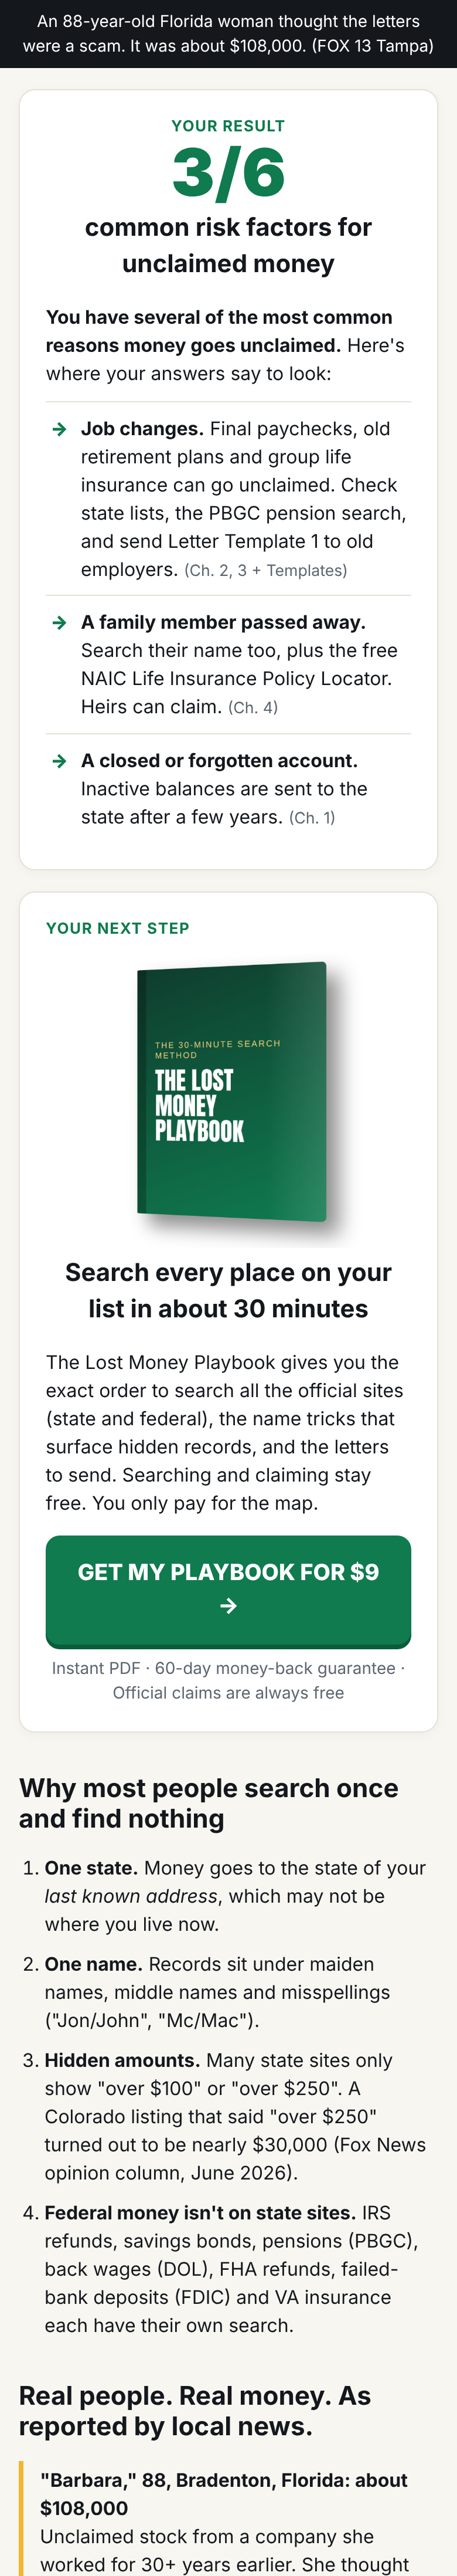 An 88-year-old Florida woman thought the letters
were a scam. It was about $108,000. (FOX 13 Tampa)
YOUR RESULT
3/6
common risk factors for
unclaimed money
You have several of the most common
reasons money goes unclaimed. Here's
where your answers say to look:
→ Job changes. Final paychecks, old
retirement plans and group life
insurance can go unclaimed. Check
state lists, the PBGC pension search,
and send Letter Template 1 to old
employers. (Ch. 2, 3 + Templates)
→ A family member passed away.
Search their name too, plus the free
NAIC Life Insurance Policy Locator.
Heirs can claim. (Ch. 4)
→ A closed or forgotten account.
Inactive balances are sent to the
state after a few years. (Ch. 1)
YOUR NEXT STEP
THE 30-MINUTE SEARCH
METHOD
THE LOST
MONEY
PLAYBOOK
Search every place on your
list in about 30 minutes
The Lost Money Playbook gives you the
exact order to search all the official sites
(state and federal), the name tricks that
surface hidden records, and the letters
to send. Searching and claiming stay
free. You only pay for the map.
GET MY PLAYBOOK FOR $9
→
Instant PDF · 60-day money-back guarantee ·
Official claims are always free
Why most people search once
and find nothing
1. One state. Money goes to the state of your
last known address, which may not be
where you live now.
2. One name. Records sit under maiden
names, middle names and misspellings
("Jon/John", "Mc/Mac").
3. Hidden amounts. Many state sites only
show "over $100" or "over $250". A
Colorado listing that said "over $250"
turned out to be nearly $30,000 (Fox News
opinion column, June 2026).
4. Federal money isn't on state sites. IRS
refunds, savings bonds, pensions (PBGC),
back wages (DOL), FHA refunds, failed-
bank deposits (FDIC) and VA insurance
each have their own search.
Real people. Real money. As
reported by local news.
"Barbara," 88, Bradenton, Florida: about
$108,000
Unclaimed stock from a company she
worked for 30+ years earlier. She thought